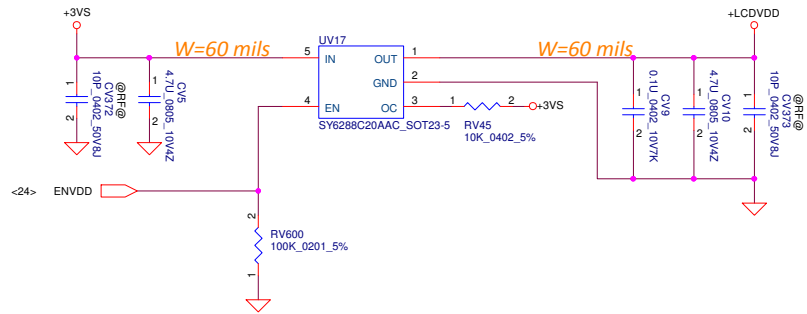 +3VS
+LCDVDD
W=60 mils
UV17
W=60 mils
5
IN
OUT
1
GND
2
4
EN
OC
3
1
2
+3VS
SY6288C20AAC_SOT23-5
RV45
10K_0402_5%
1
2
@RF@
CV372
10P_0402_50V8J
1
2
CV5
4.7U_0805_10V4Z
1
2
CV9
0.1U_0402_10V7K
1
2
CV10
4.7U_0805_10V4Z
1
2
@RF@
CV373
10P_0402_50V8J
<24>
ENVDD
2
RV600
100K_0201_5%
1